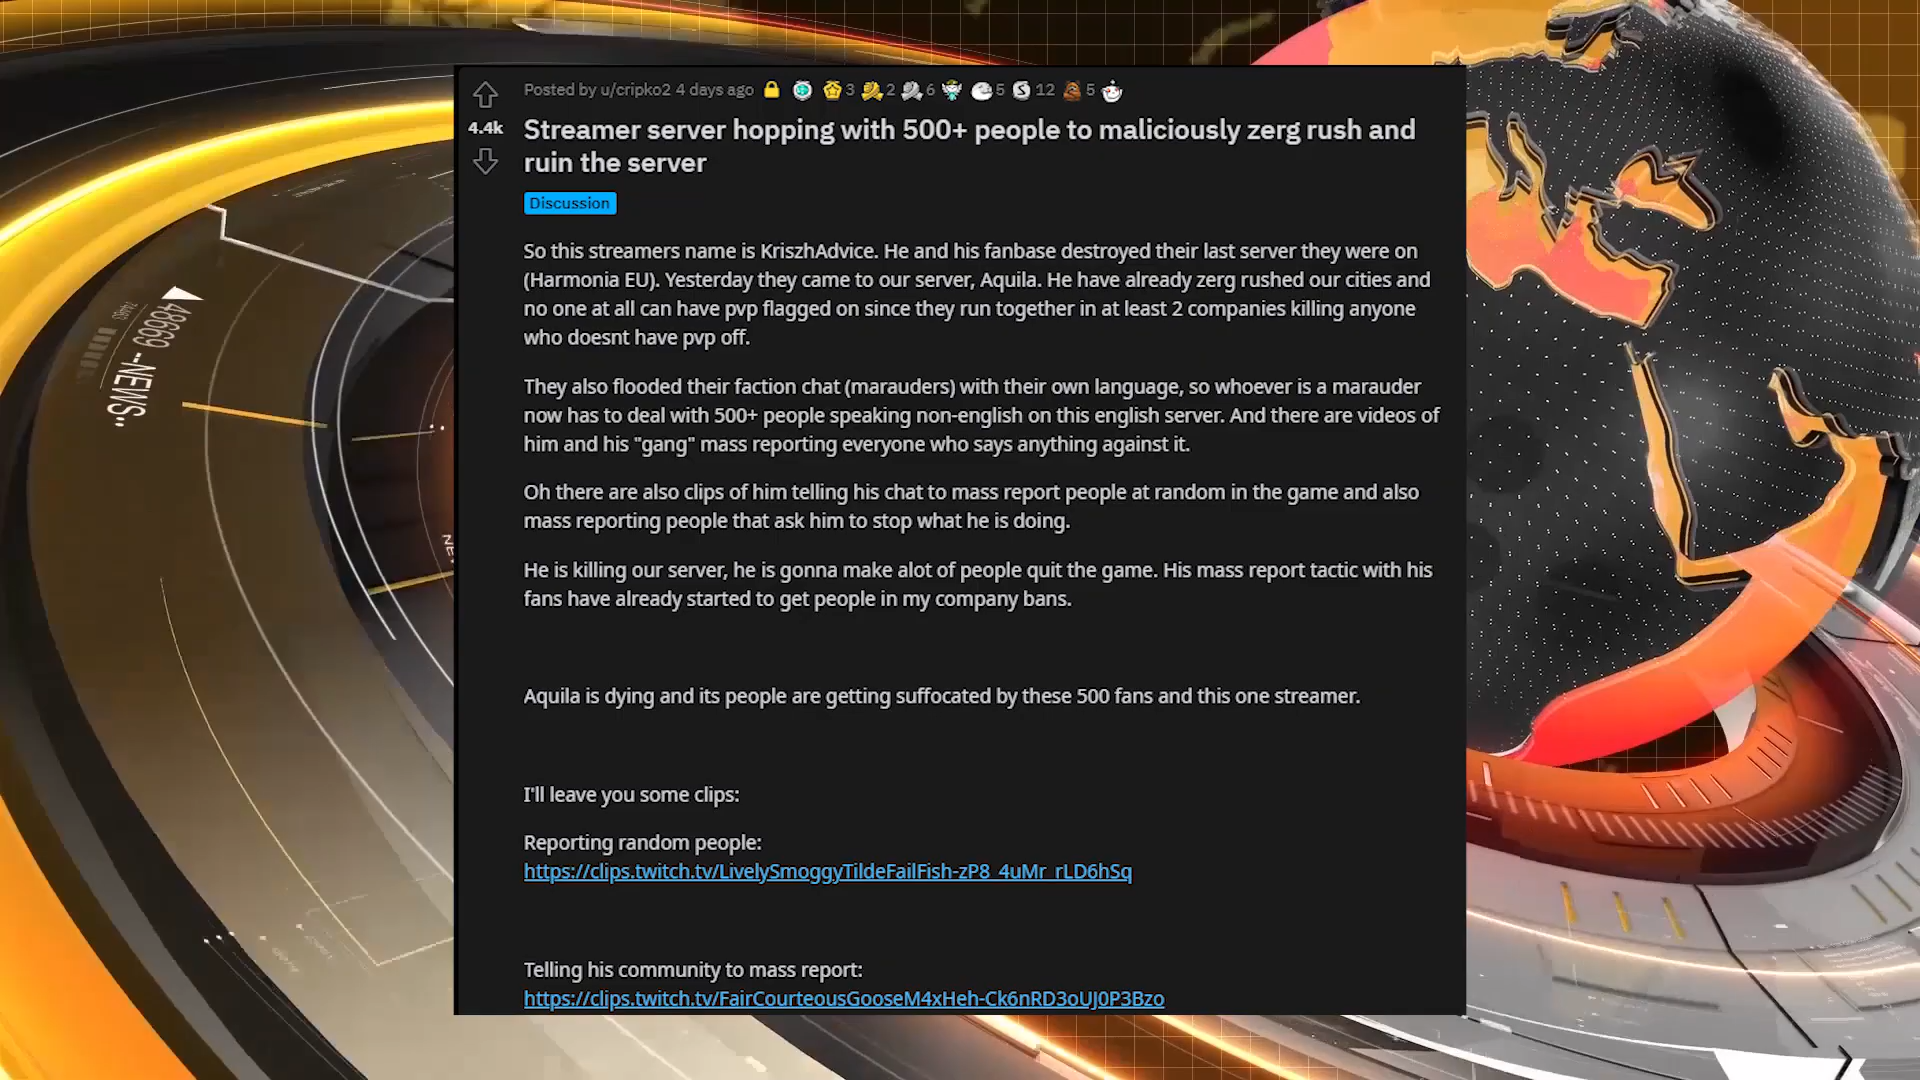 Posted by u/cripko2 4 days ago 3 2 6 5 12 5
4.4k
Streamer server hopping with 500+ people to maliciously zerg rush and
ruin the server
Discussion
So this streamers name is KriszhAdvice. He and his fanbase destroyed their last server they were on
(Harmonia EU). Yesterday they came to our server, Aquila. He have already zerg rushed our cities and
no one at all can have pvp flagged on since they run together in at least 2 companies killing anyone
who doesnt have pvp off.
They also flooded their faction chat (marauders) with their own language, so whoever is a marauder
now has to deal with 500+ people speaking non-english on this english server. And there are videos of
him and his "gang" mass reporting everyone who says anything against it.
Oh there are also clips of him telling his chat to mass report people at random in the game and also
mass reporting people that ask him to stop what he is doing.
He is killing our server, he is gonna make alot of people quit the game. His mass report tactic with his
fans have already started to get people in my company bans.
Aquila is dying and its people are getting suffocated by these 500 fans and this one streamer.
I'll leave you some clips:
Reporting random people:
https://clips.twitch.tv/LivelySmoggyTildeFailFish-zP8_4uMr_rLD6hSq
Telling his community to mass report:
https://clips.twitch.tv/FairCourteousGooseM4xHeh-Ck6nRD3oUJ0P3Bzo
48669 --NEWS